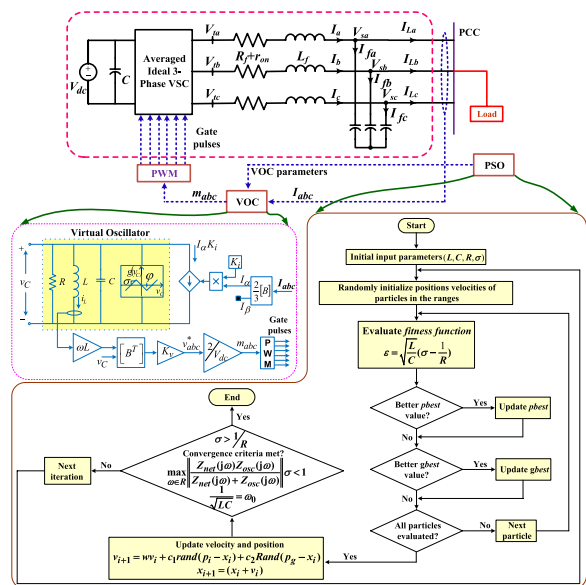 V_ta
R_f+r_on
I_a
L_f
V_sa
I_La
PCC
I_fa
V_dc
C
Averaged
Ideal 3-
Phase VSC
V_tb
I_b
V_sb
I_Lb
I_fb
V_tc
I_c
V_sc
I_Lc
I_fc
Load
Gate
pulses
PWM
m_abc
VOC
VOC parameters
I_abc
PSO
Virtual Oscillator
+
v_C
−
R
L
i_L
C
φ
v_C
I_αK_i
K_i
×
I_α
I_β
2/3 [B]
I_abc
ωL
v_C
[B^T]
K_v
v*_abc
2/V_dc
m_abc
Gate
pulses
P
W
M
Start
Initial input parameters (L, C, R, σ)
Randomly initialize positions velocities of
particles in the ranges
Evaluate fitness function
ε = √(L/C) (σ − 1/R)
Better pbest
value?
Yes
Update pbest
No
Better gbest
value?
Yes
Update gbest
No
All particles
evaluated?
No
Next
particle
Yes
Update velocity and position
v_{i+1} = wv_i + c_1rand(p_i − x_i) + c_2Rand(p_g − x_i)
x_{i+1} = (x_i + v_i)
σ > 1/R
Convergence criteria met?
max_{ω∈R} ‖Z_net(jω)Z_osc(jω) / Z_net(jω) + Z_osc(jω)‖ σ < 1
1/√LC = ω_0
No
Next
iteration
Yes
End